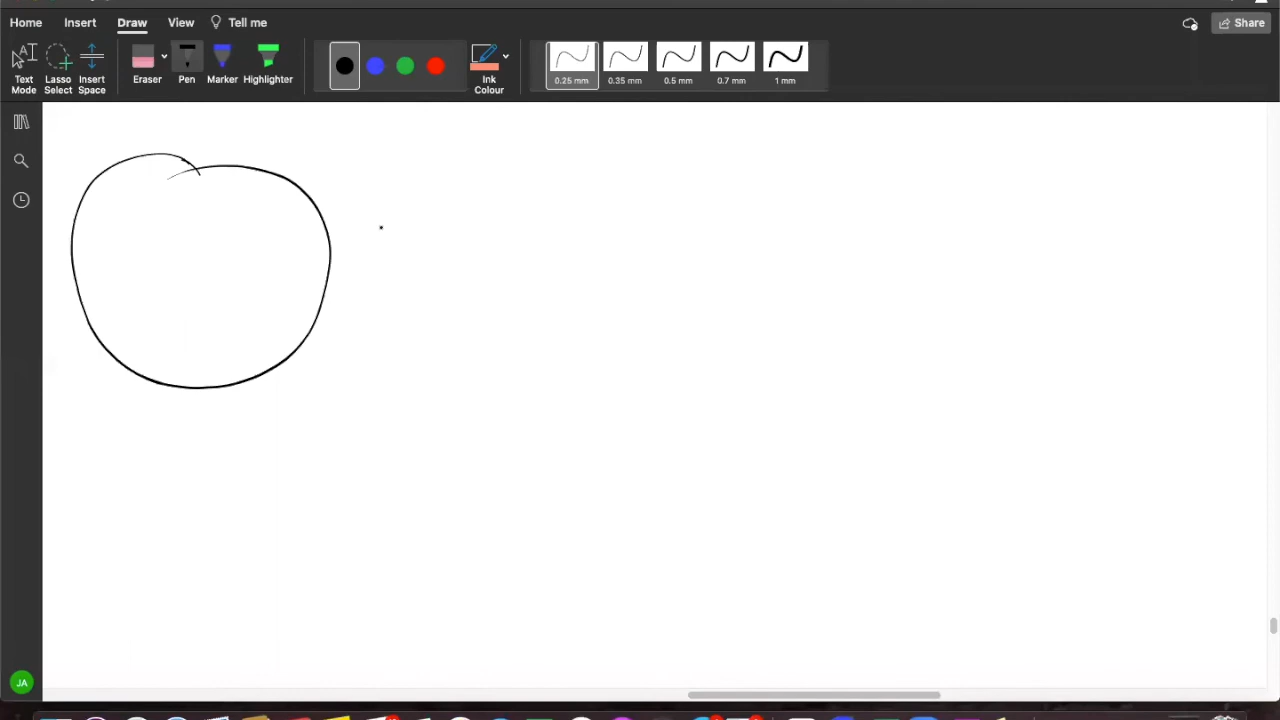 Home Insert Draw View Tell me Share
Text Mode Lasso Select Insert Space Eraser Pen Marker Highlighter Ink Colour 0.25 mm 0.35 mm 0.5 mm 0.7 mm 1 mm
JA